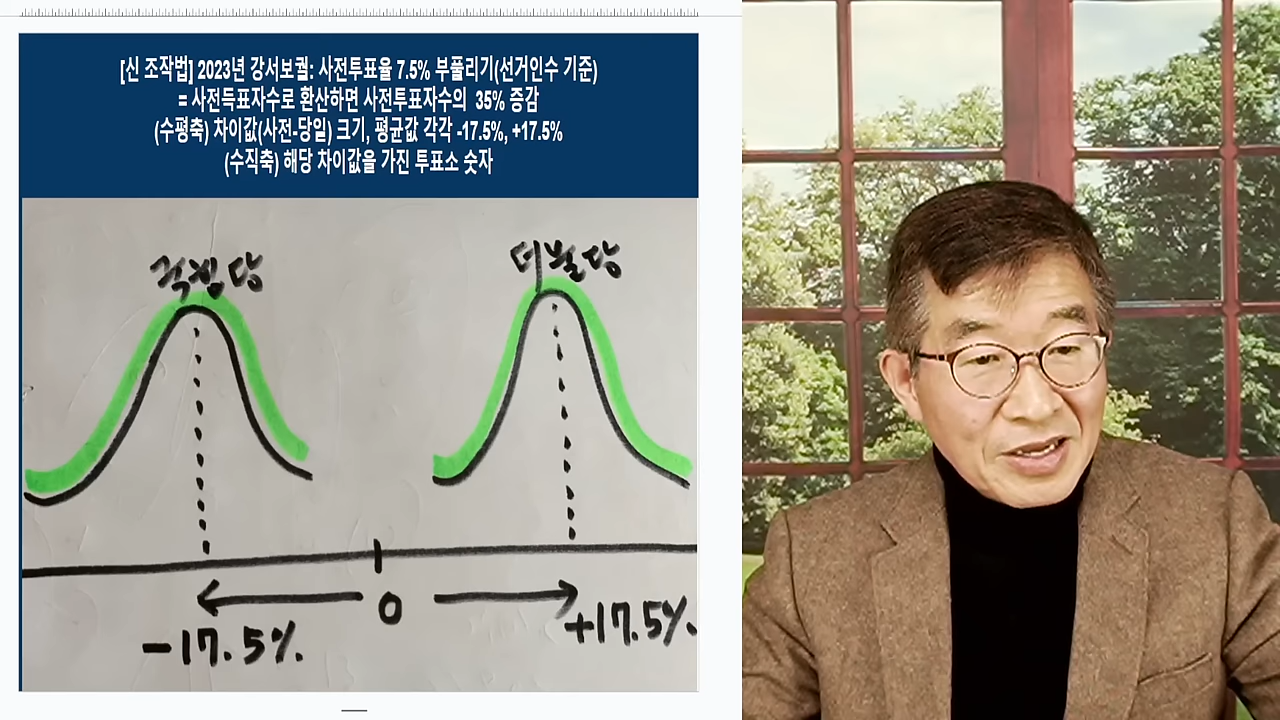 [신 조작법] 2023년 강서보궐: 사전투표율 7.5% 부풀리기(선거인수 기준)
= 사전득표자수로 환산하면 사전투표자수의 35% 증감
(수평축) 차이값(사전-당일) 크기, 평균값 각각 -17.5%, +17.5%
(수직축) 해당 차이값을 가진 투표소 숫자
더불당
0
-17.5%.
+17.5%.